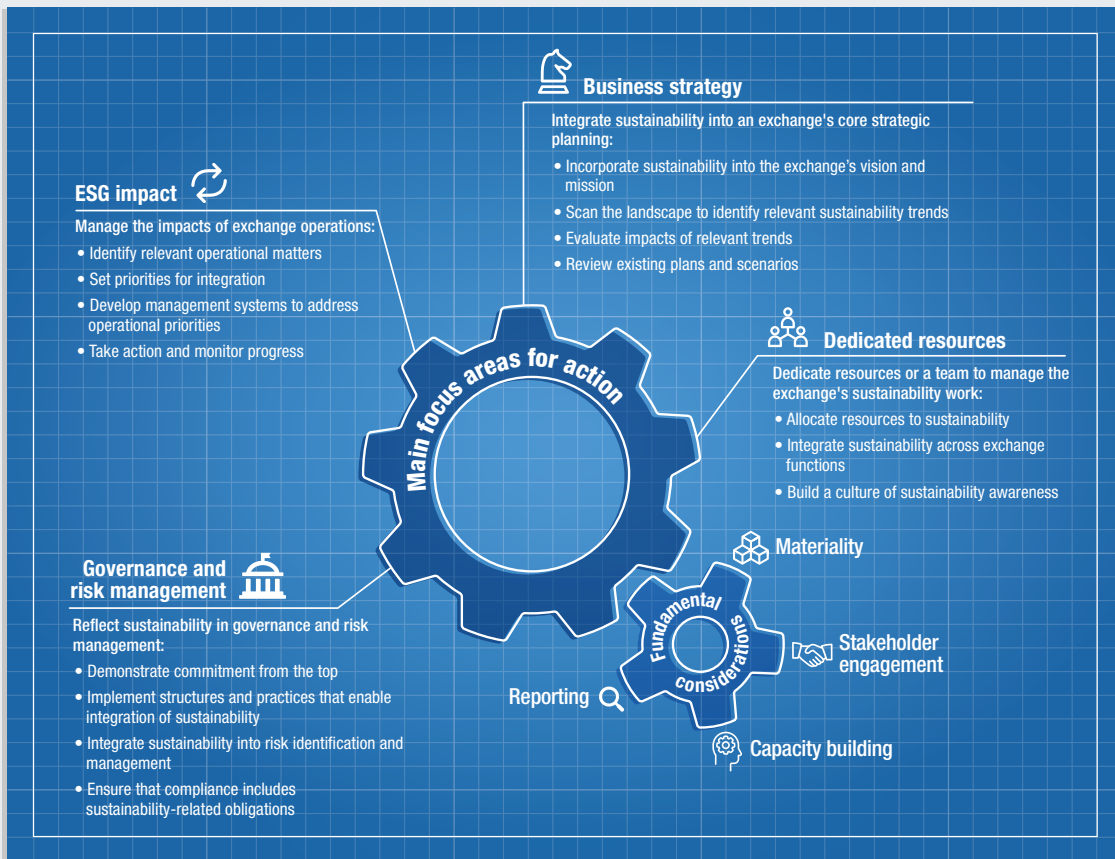 Business strategy
Integrate sustainability into an exchange's core strategic
planning:
• Incorporate sustainability into the exchange’s vision and
mission
• Scan the landscape to identify relevant sustainability trends
• Evaluate impacts of relevant trends
• Review existing plans and scenarios
ESG impact
Manage the impacts of exchange operations:
• Identify relevant operational matters
• Set priorities for integration
• Develop management systems to address
operational priorities
• Take action and monitor progress
Main focus areas for action
Dedicated resources
Dedicate resources or a team to manage the
exchange's sustainability work:
• Allocate resources to sustainability
• Integrate sustainability across exchange
functions
• Build a culture of sustainability awareness
Governance and
risk management
Reflect sustainability in governance and risk
management:
• Demonstrate commitment from the top
• Implement structures and practices that enable
integration of sustainability
• Integrate sustainability into risk identification and
management
• Ensure that compliance includes
sustainability-related obligations
Fundamental
considerations
Materiality
Stakeholder
engagement
Capacity building
Reporting